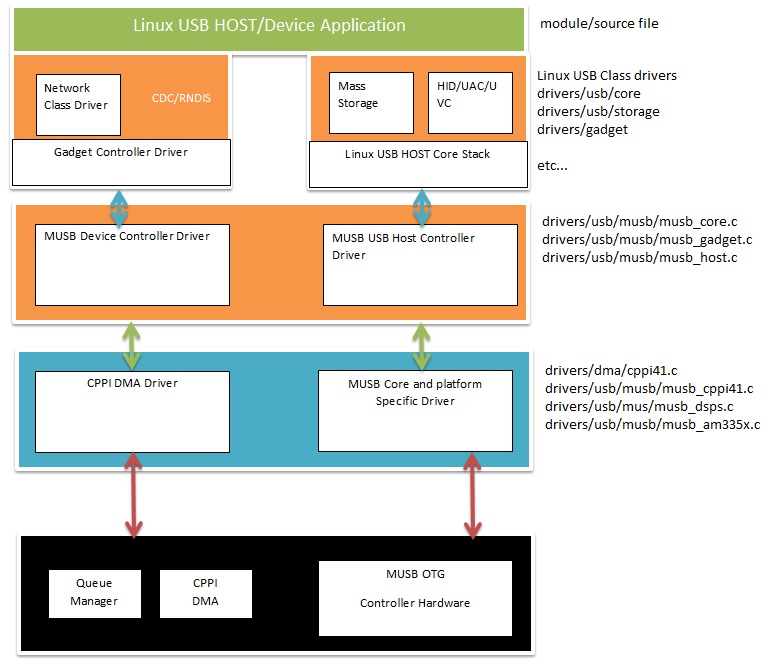 Linux USB HOST/Device Application
module/source file
Network
Class Driver
CDC/RNDIS
Gadget Controller Driver
Mass
Storage
HID/UAC/U
VC
Linux USB HOST Core Stack
Linux USB Class drivers
drivers/usb/core
drivers/usb/storage
drivers/gadget
etc...
MUSB Device Controller Driver
MUSB USB Host Controller
Driver
drivers/usb/musb/musb_core.c
drivers/usb/musb/musb_gadget.c
drivers/usb/musb/musb_host.c
CPPI DMA Driver
MUSB Core and platform
Specific Driver
drivers/dma/cppi41.c
drivers/usb/musb/musb_cppi41.c
drivers/usb/mus/musb_dsps.c
drivers/usb/musb/musb_am335x.c
Queue
Manager
CPPI
DMA
MUSB OTG
Controller Hardware